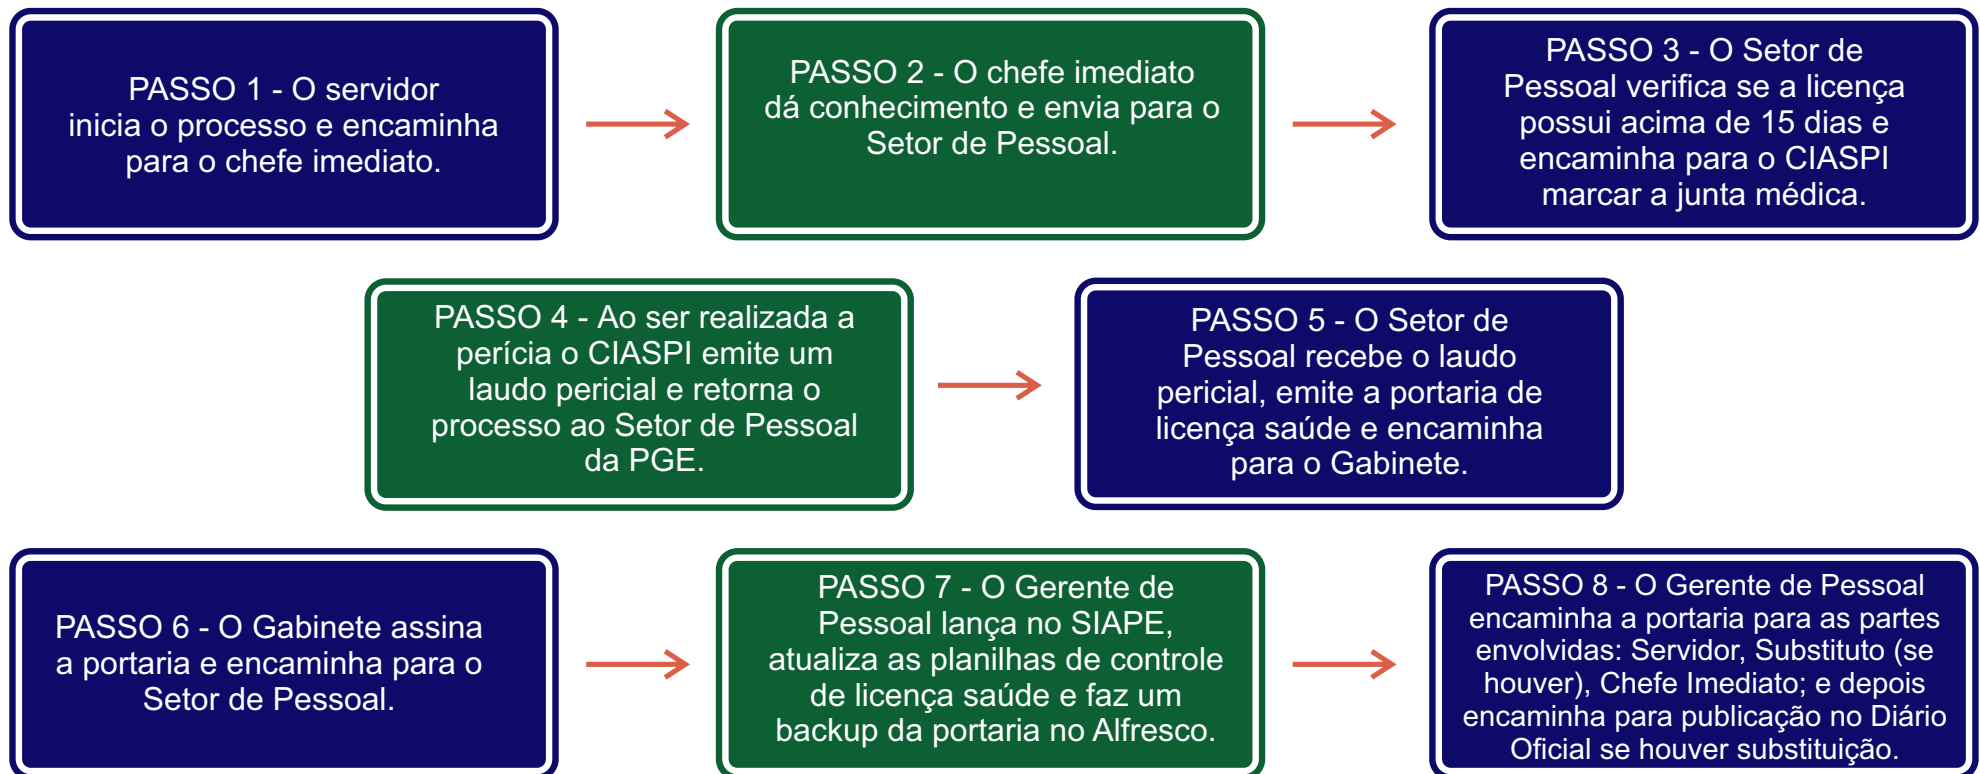 PASSO 1 - O servidor
inicia o processo e encaminha
para o chefe imediato.
PASSO 2 - O chefe imediato
dá conhecimento e envia para o
Setor de Pessoal.
PASSO 3 - O Setor de
Pessoal verifica se a licença
possui acima de 15 dias e
encaminha para o CIASPI
marcar a junta médica.
PASSO 4 - Ao ser realizada a
perícia o CIASPI emite um
laudo pericial e retorna o
processo ao Setor de Pessoal
da PGE.
PASSO 5 - O Setor de
Pessoal recebe o laudo
pericial, emite a portaria de
licença saúde e encaminha
para o Gabinete.
PASSO 6 - O Gabinete assina
a portaria e encaminha para o
Setor de Pessoal.
PASSO 7 - O Gerente de
Pessoal lança no SIAPE,
atualiza as planilhas de controle
de licença saúde e faz um
backup da portaria no Alfresco.
PASSO 8 - O Gerente de Pessoal
encaminha a portaria para as partes
envolvidas: Servidor, Substituto (se
houver), Chefe Imediato; e depois
encaminha para publicação no Diário
Oficial se houver substituição.